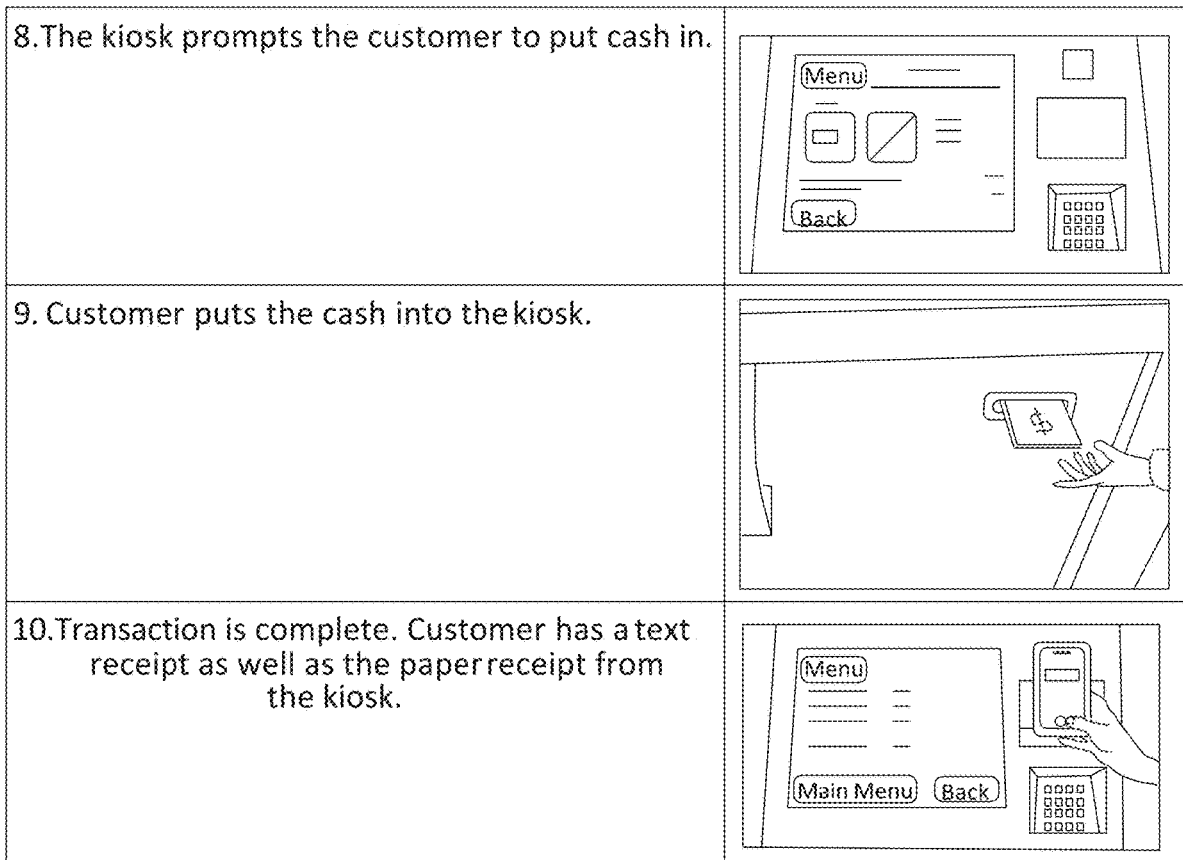 8.The kiosk prompts the customer to put cash in.
Menu
Back
9. Customer puts the cash into the kiosk.
$
10.Transaction is complete. Customer has a text
receipt as well as the paper receipt from
the kiosk.
Menu
Main Menu
Back